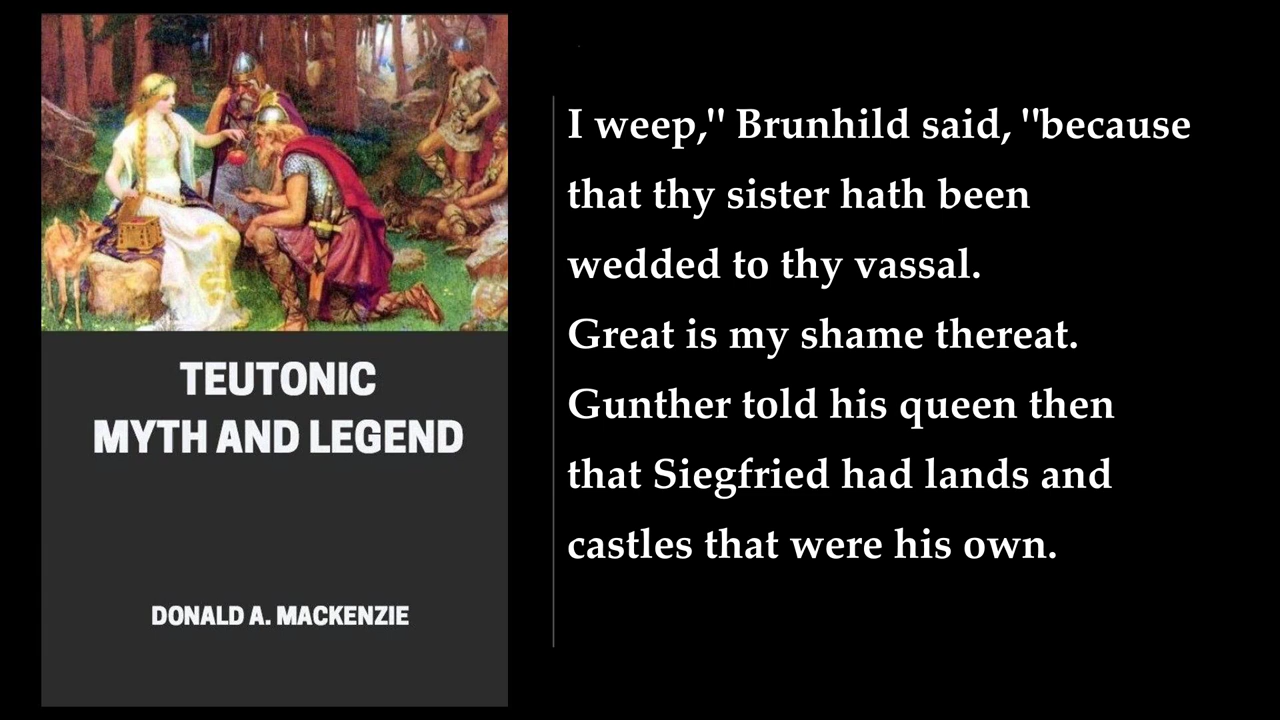 TEUTONIC
MYTH AND LEGEND
DONALD A. MACKENZIE
I weep," Brunhild said, "because
that thy sister hath been
wedded to thy vassal.
Great is my shame thereat.
Gunther told his queen then
that Siegfried had lands and
castles that were his own.